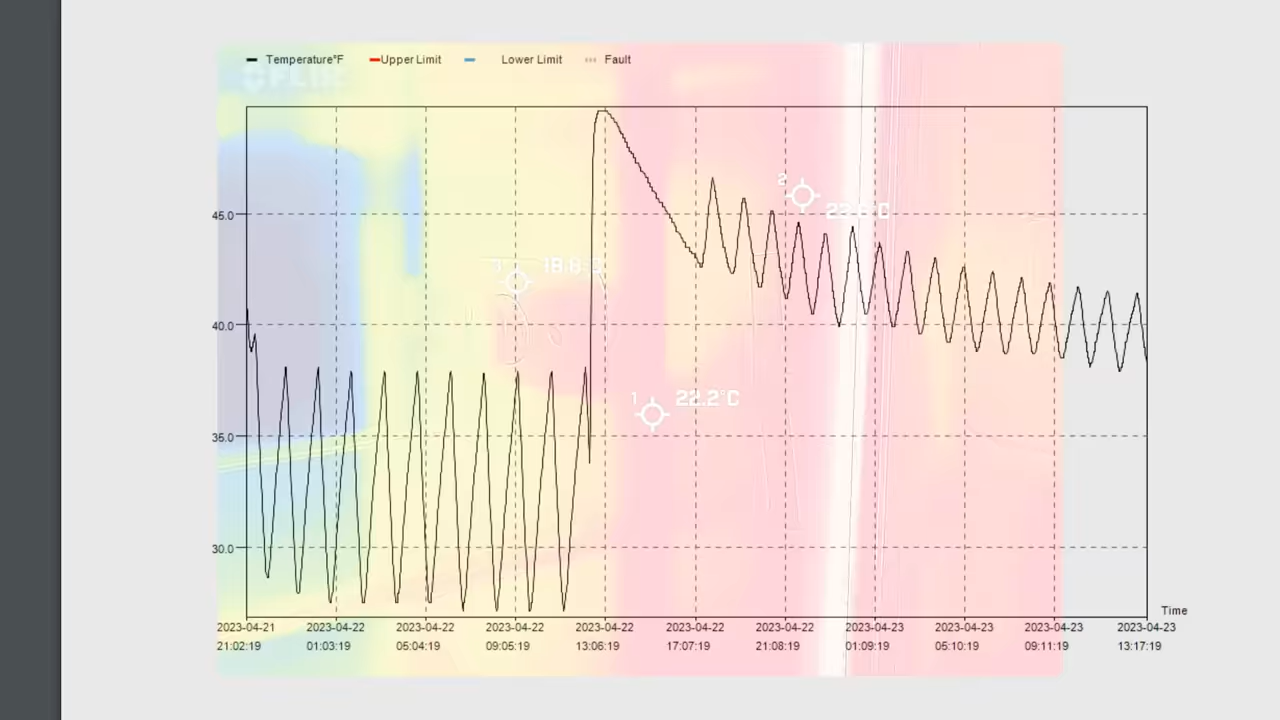 Temperature°F Upper Limit Lower Limit Fault
45.0
40.0
35.0
30.0
2
3
1 22.2°C
Time
2023-04-21 2023-04-22 2023-04-22 2023-04-22 2023-04-22 2023-04-22 2023-04-22 2023-04-23 2023-04-23 2023-04-23 2023-04-23
21:02:19 01:03:19 05:04:19 09:05:19 13:06:19 17:07:19 21:08:19 01:09:19 05:10:19 09:11:19 13:17:19